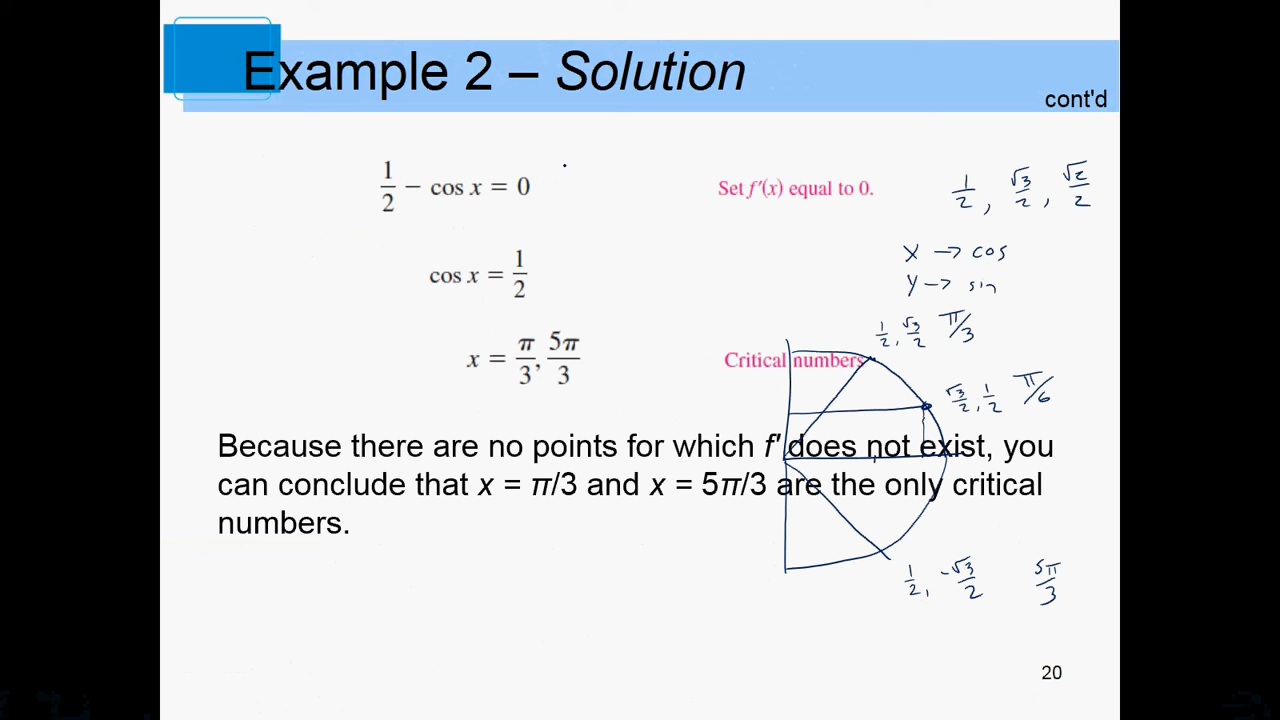 Example 2 – Solution
cont'd
1/2 − cos x = 0
Set f′(x) equal to 0.
1/2, √3/2, √2/2
x → cos
y → sin
cos x = 1/2
1/2, √3/2 π/3
x = π/3, 5π/3
Critical numbers
√3/2, 1/2 π/6
Because there are no points for which f' does not exist, you
can conclude that x = π/3 and x = 5π/3 are the only critical
numbers.
1/2, -√3/2 5π/3
20